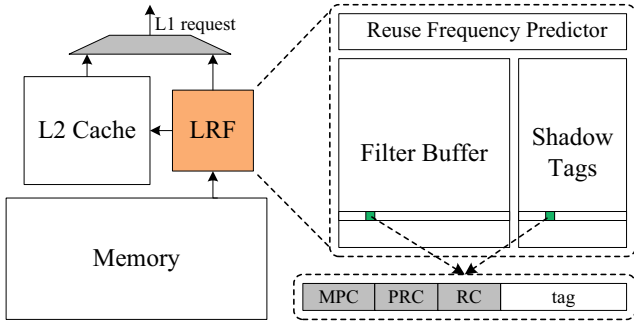 L1 request
L2 Cache
LRF
Memory
Reuse Frequency Predictor
Filter Buffer
Shadow
Tags
MPC PRC RC tag